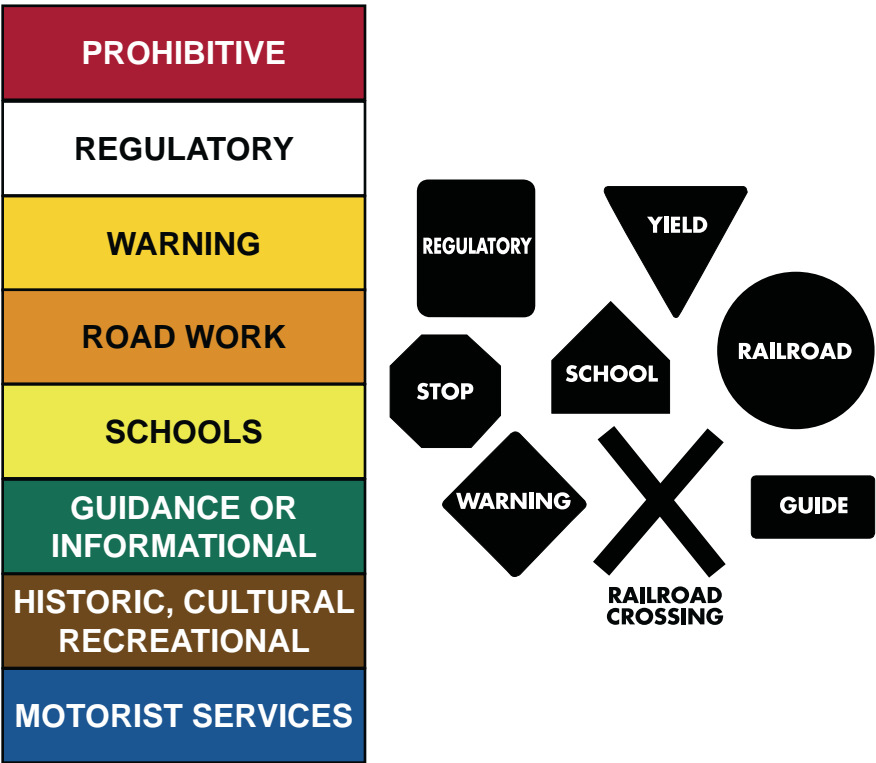 PROHIBITIVE
REGULATORY
WARNING
ROAD WORK
SCHOOLS
GUIDANCE OR
INFORMATIONAL
HISTORIC, CULTURAL
RECREATIONAL
MOTORIST SERVICES
REGULATORY
YIELD
RAILROAD
STOP
SCHOOL
WARNING
RAILROAD
CROSSING
GUIDE